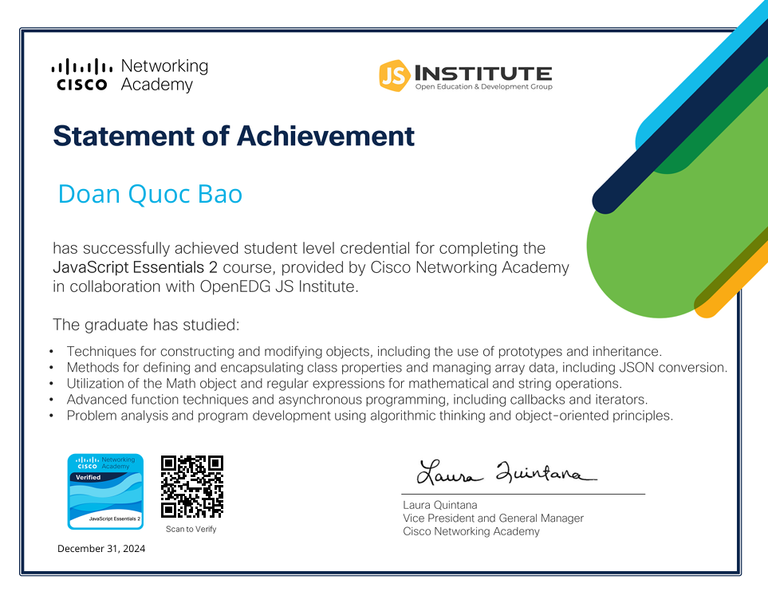 CISCO Networking Academy
JS INSTITUTE
Open Education & Development Group
Statement of Achievement
Doan Quoc Bao
has successfully achieved student level credential for completing the
JavaScript Essentials 2 course, provided by Cisco Networking Academy
in collaboration with OpenEDG JS Institute.
The graduate has studied:
• Techniques for constructing and modifying objects, including the use of prototypes and inheritance.
• Methods for defining and encapsulating class properties and managing array data, including JSON conversion.
• Utilization of the Math object and regular expressions for mathematical and string operations.
• Advanced function techniques and asynchronous programming, including callbacks and iterators.
• Problem analysis and program development using algorithmic thinking and object-oriented principles.
CISCO Networking Academy
Verified
JavaScript Essentials 2
Scan to Verify
December 31, 2024
Laura Quintana
Laura Quintana
Vice President and General Manager
Cisco Networking Academy